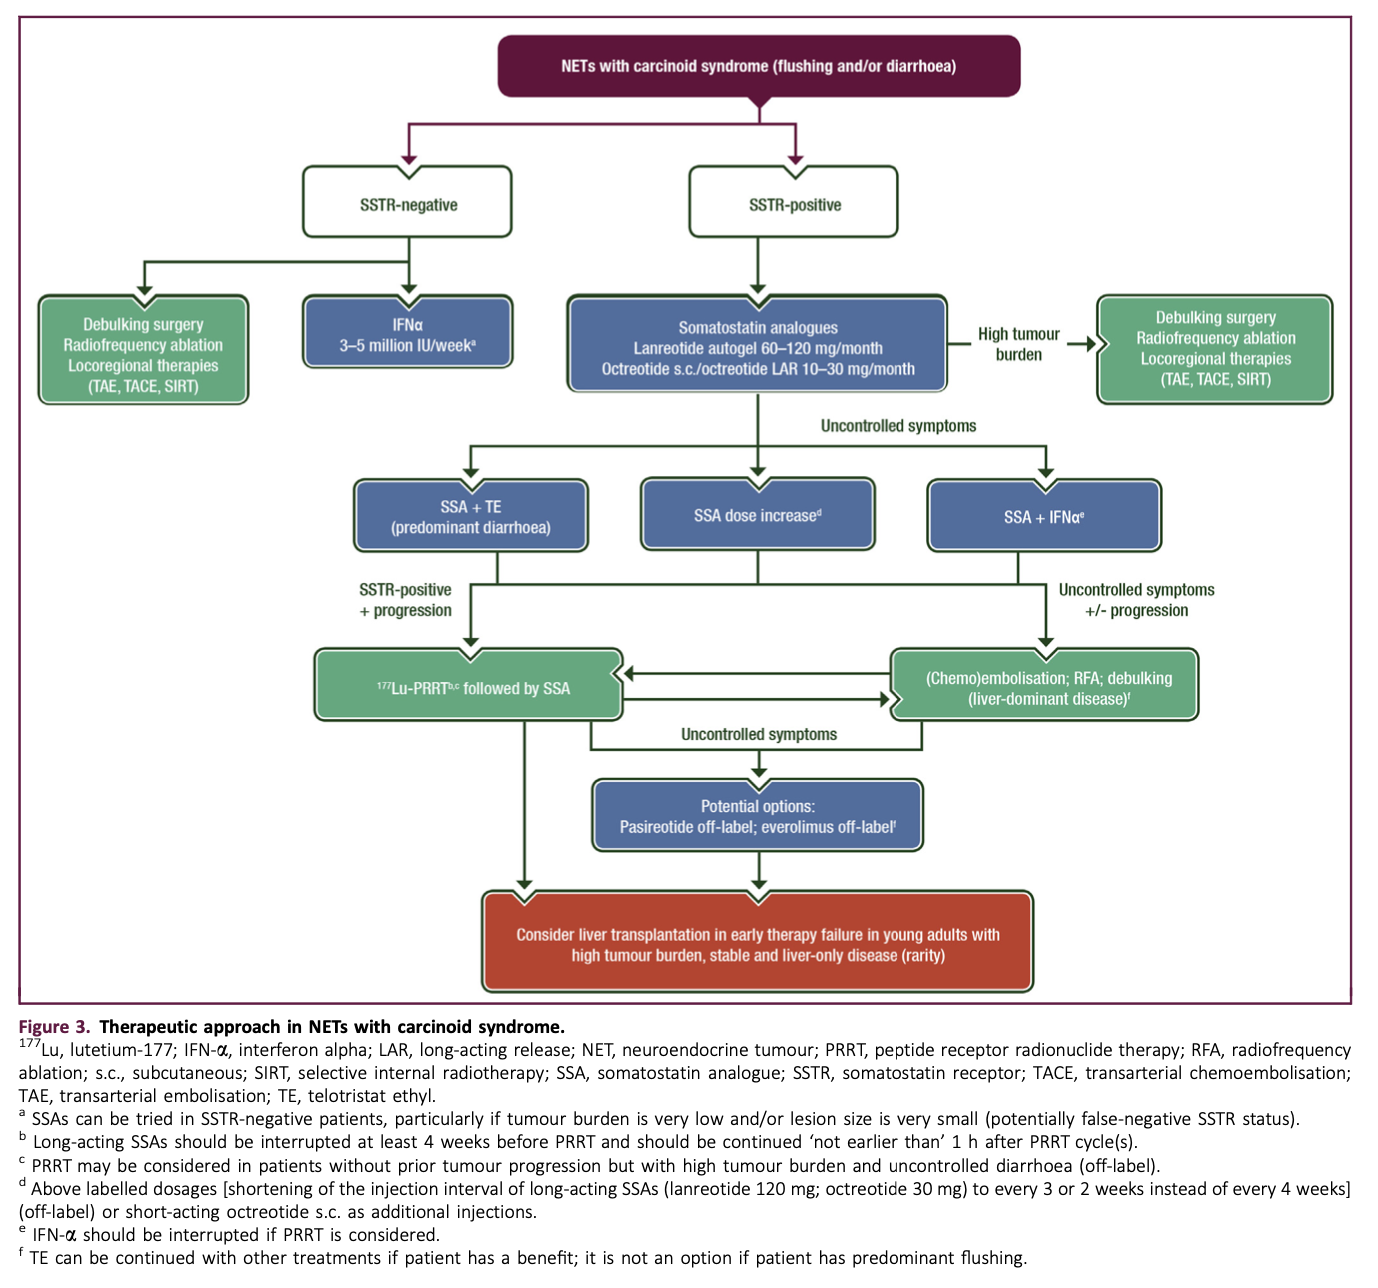 NETs with carcinoid syndrome (flushing and/or diarrhoea)
SSTR-negative
SSTR-positive
Debulking surgery
Radiofrequency ablation
Locoregional therapies
(TAE, TACE, SIRT)
IFNα
3–5 million IU/weekᵃ
Somatostatin analogues
Lanreotide autogel 60–120 mg/month
Octreotide s.c./octreotide LAR 10–30 mg/month
High tumour
burden
Debulking surgery
Radiofrequency ablation
Locoregional therapies
(TAE, TACE, SIRT)
Uncontrolled symptoms
SSA + TE
(predominant diarrhoea)
SSA dose increaseᵈ
SSA + IFNαᵉ
SSTR-positive
+ progression
Uncontrolled symptoms
+/- progression
¹⁷⁷Lu-PRRTᵇ,ᶜ followed by SSA
(Chemo)embolisation; RFA; debulking
(liver-dominant disease)ᶠ
Uncontrolled symptoms
Potential options:
Pasireotide off-label; everolimus off-labelᶠ
Consider liver transplantation in early therapy failure in young adults with
high tumour burden, stable and liver-only disease (rarity)
Figure 3. Therapeutic approach in NETs with carcinoid syndrome.
¹⁷⁷Lu, lutetium-177; IFN-α, interferon alpha; LAR, long-acting release; NET, neuroendocrine tumour; PRRT, peptide receptor radionuclide therapy; RFA, radiofrequency
ablation; s.c., subcutaneous; SIRT, selective internal radiotherapy; SSA, somatostatin analogue; SSTR, somatostatin receptor; TACE, transarterial chemoembolisation;
TAE, transarterial embolisation; TE, telotristat ethyl.
ᵃ SSAs can be tried in SSTR-negative patients, particularly if tumour burden is very low and/or lesion size is very small (potentially false-negative SSTR status).
ᵇ Long-acting SSAs should be interrupted at least 4 weeks before PRRT and should be continued ‘not earlier than’ 1 h after PRRT cycle(s).
ᶜ PRRT may be considered in patients without prior tumour progression but with high tumour burden and uncontrolled diarrhoea (off-label).
ᵈ Above labelled dosages [shortening of the injection interval of long-acting SSAs (lanreotide 120 mg; octreotide 30 mg) to every 3 or 2 weeks instead of every 4 weeks]
(off-label) or short-acting octreotide s.c. as additional injections.
ᵉ IFN-α should be interrupted if PRRT is considered.
ᶠ TE can be continued with other treatments if patient has a benefit; it is not an option if patient has predominant flushing.